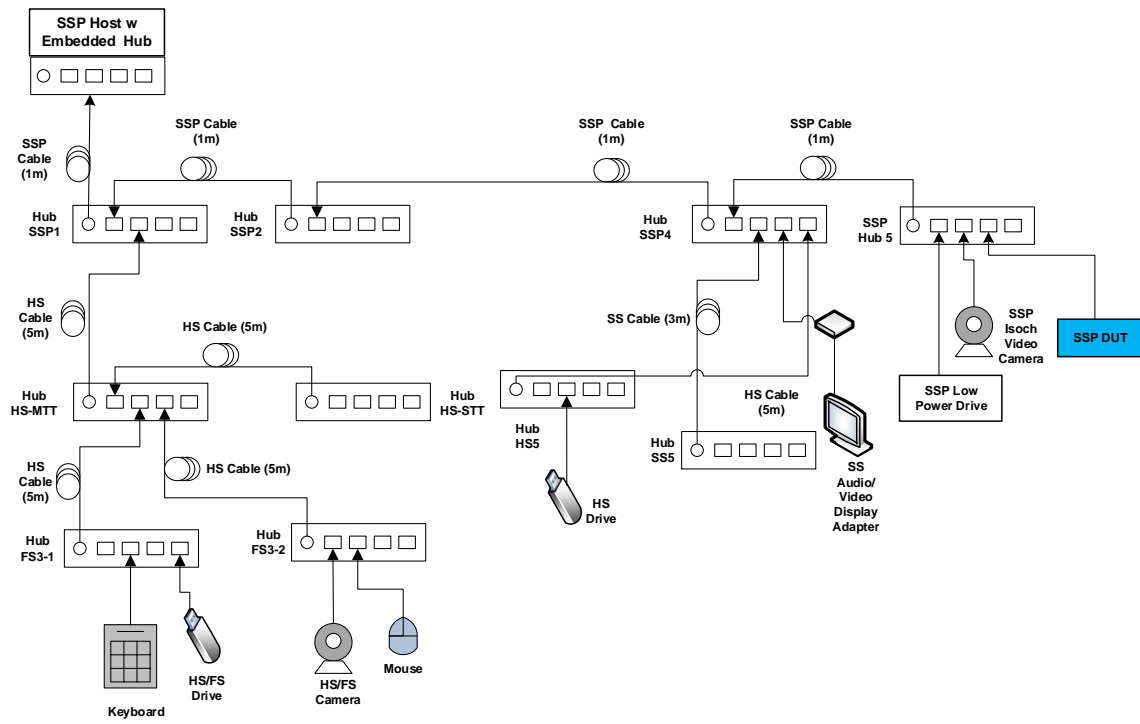 SSP Host w
Embedded Hub
SSP
Cable
(1m)
SSP Cable
(1m)
SSP Cable
(1m)
SSP Cable
(1m)
Hub
SSP1
Hub
SSP2
Hub
SSP4
SSP
Hub 5
HS
Cable
(5m)
HS Cable (5m)
SS Cable (3m)
SSP
Isoch
Video
Camera
SSP DUT
SSP Low
Power Drive
Hub
HS-MTT
Hub
HS-STT
HS Cable
(5m)
Hub
HS5
Hub
SS5
HS
Cable
(5m)
HS Cable (5m)
HS
Drive
SS
Audio/
Video
Display
Adapter
Hub
FS3-1
Hub
FS3-2
Keyboard
HS/FS
Drive
HS/FS
Camera
Mouse